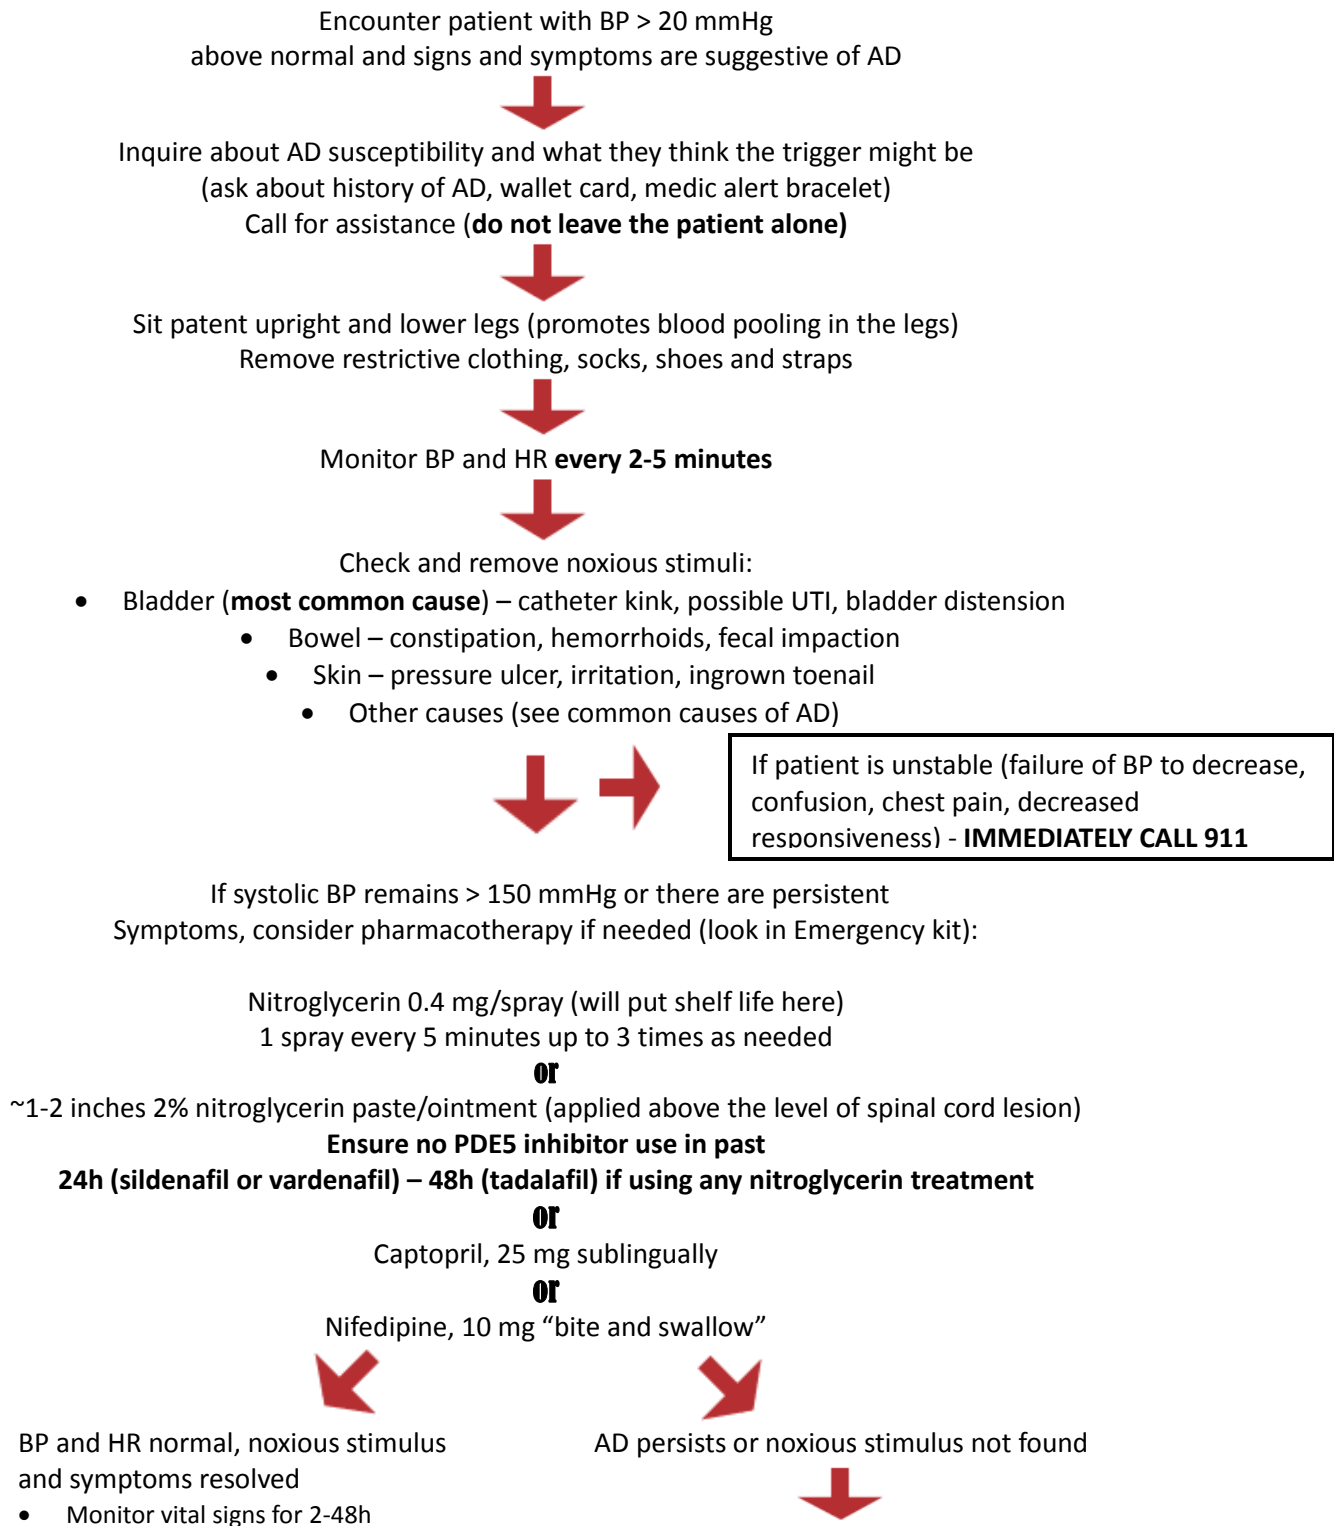 Encounter patient with BP > 20 mmHg
above normal and signs and symptoms are suggestive of AD
Inquire about AD susceptibility and what they think the trigger might be
(ask about history of AD, wallet card, medic alert bracelet)
Call for assistance (do not leave the patient alone)
Sit patent upright and lower legs (promotes blood pooling in the legs)
Remove restrictive clothing, socks, shoes and straps
Monitor BP and HR every 2-5 minutes
Check and remove noxious stimuli:
• Bladder (most common cause) – catheter kink, possible UTI, bladder distension
• Bowel – constipation, hemorrhoids, fecal impaction
• Skin – pressure ulcer, irritation, ingrown toenail
• Other causes (see common causes of AD)
If patient is unstable (failure of BP to decrease,
confusion, chest pain, decreased
responsiveness) - IMMEDIATELY CALL 911
If systolic BP remains > 150 mmHg or there are persistent
Symptoms, consider pharmacotherapy if needed (look in Emergency kit):
Nitroglycerin 0.4 mg/spray (will put shelf life here)
1 spray every 5 minutes up to 3 times as needed
or
~1-2 inches 2% nitroglycerin paste/ointment (applied above the level of spinal cord lesion)
Ensure no PDE5 inhibitor use in past
24h (sildenafil or vardenafil) – 48h (tadalafil) if using any nitroglycerin treatment
or
Captopril, 25 mg sublingually
or
Nifedipine, 10 mg “bite and swallow”
BP and HR normal, noxious stimulus
and symptoms resolved
• Monitor vital signs for 2-48h
AD persists or noxious stimulus not found